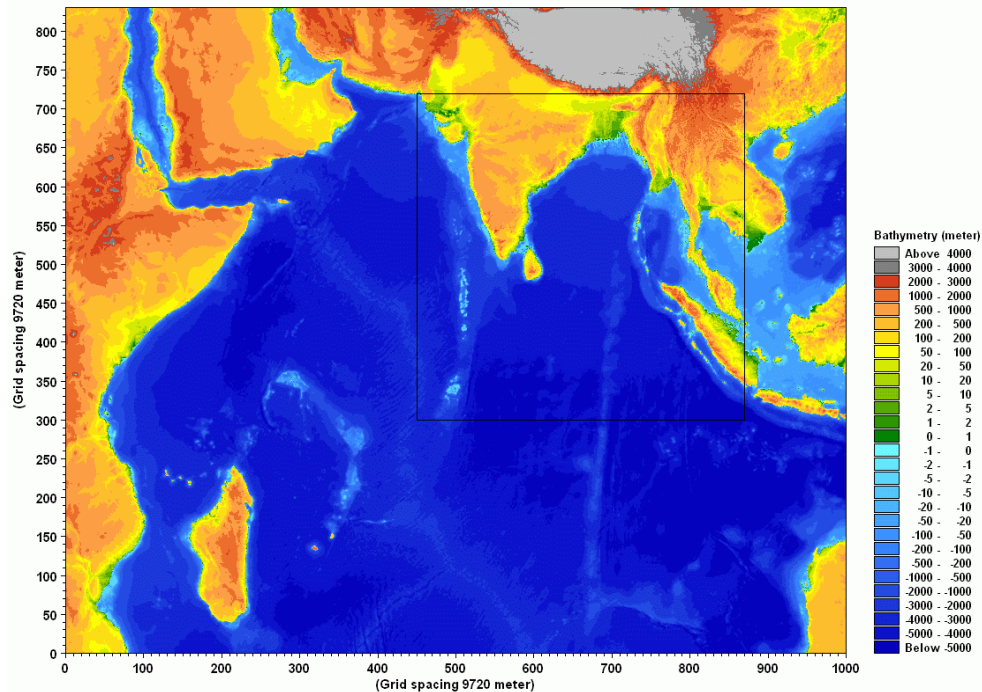 800
750
700
650
600
550
500
450
400
350
300
250
200
150
100
50
0
(Grid spacing 9720 meter)
0 100 200 300 400 500 600 700 800 900 1000
(Grid spacing 9720 meter)
Bathymetry (meter)
Above 4000
3000 - 4000
2000 - 3000
1000 - 2000
500 - 1000
200 - 500
100 - 200
50 - 100
20 - 50
10 - 20
5 - 10
2 - 5
1 - 2
0 - 1
-1 - 0
-2 - -1
-5 - -2
-10 - -5
-20 - -10
-50 - -20
-100 - -50
-200 - -100
-500 - -200
-1000 - -500
-2000 - -1000
-3000 - -2000
-4000 - -3000
-5000 - -4000
Below -5000